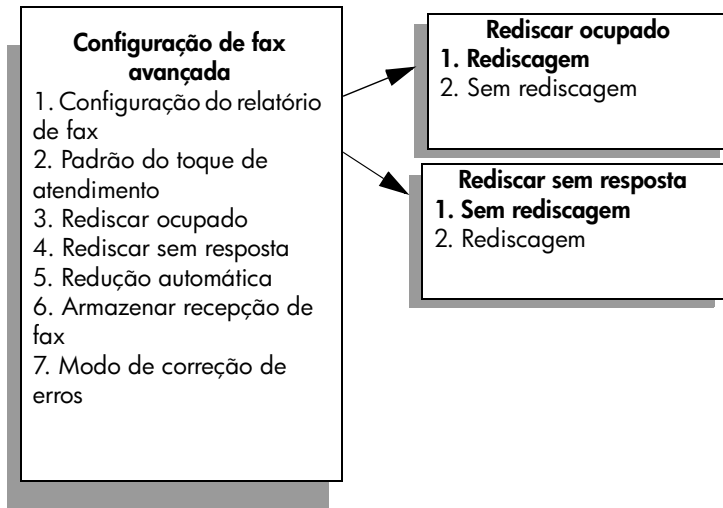 Configuração de fax
avançada
1. Configuração do relatório
de fax
2. Padrão do toque de
atendimento
3. Rediscar ocupado
4. Rediscar sem resposta
5. Redução automática
6. Armazenar recepção de
fax
7. Modo de correção de
erros
Rediscar ocupado
1. Rediscagem
2. Sem rediscagem
Rediscar sem resposta
1. Sem rediscagem
2. Rediscagem